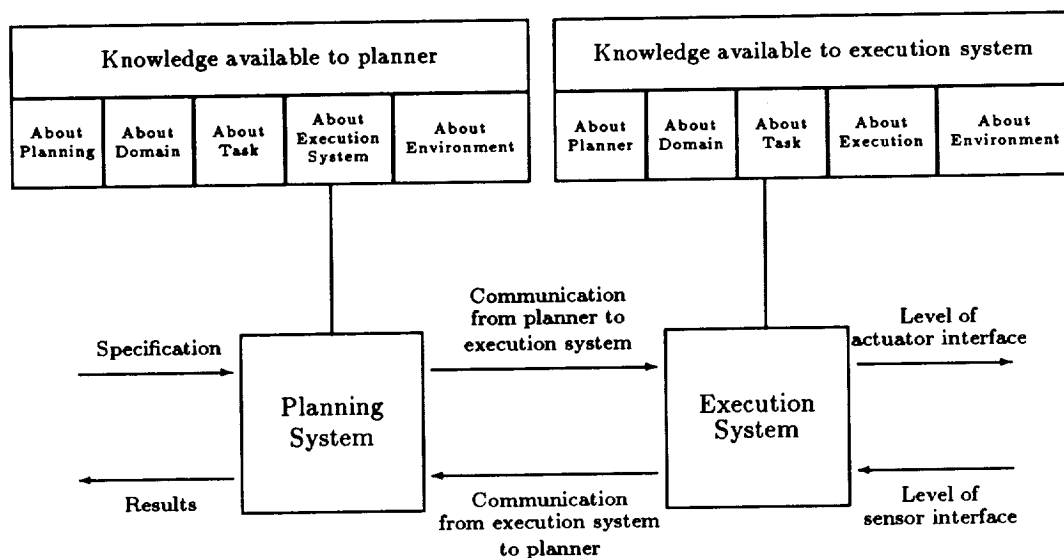 Knowledge available to planner
About
Planning
About
Domain
About
Task
About
Execution
System
About
Environment
Knowledge available to execution system
About
Planner
About
Domain
About
Task
About
Execution
About
Environment
Specification
Results
Planning
System
Communication
from planner to
execution system
Communication
from execution system
to planner
Execution
System
Level of
actuator interface
Level of
sensor interface